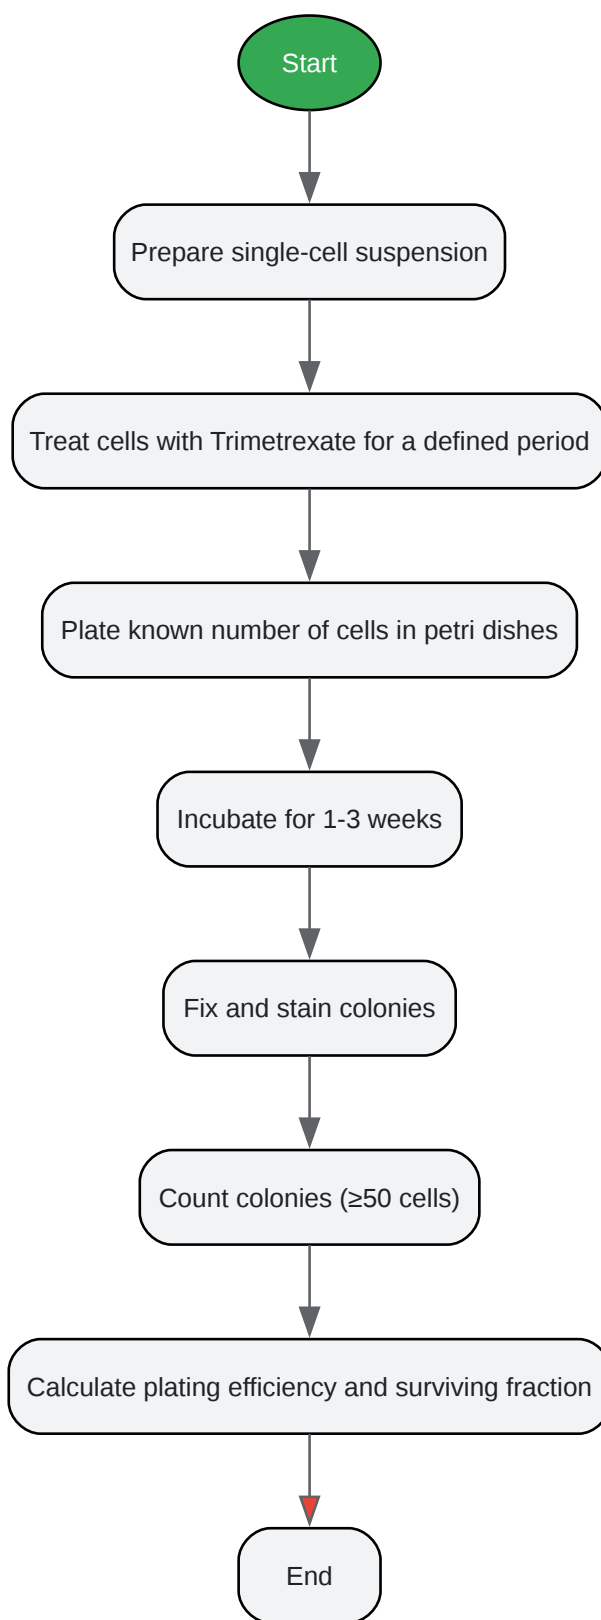 Start
Prepare single-cell suspension
Treat cells with Trimetrexate for a defined period
Plate known number of cells in petri dishes
Incubate for 1-3 weeks
Fix and stain colonies
Count colonies (≥50 cells)
Calculate plating efficiency and surviving fraction
End